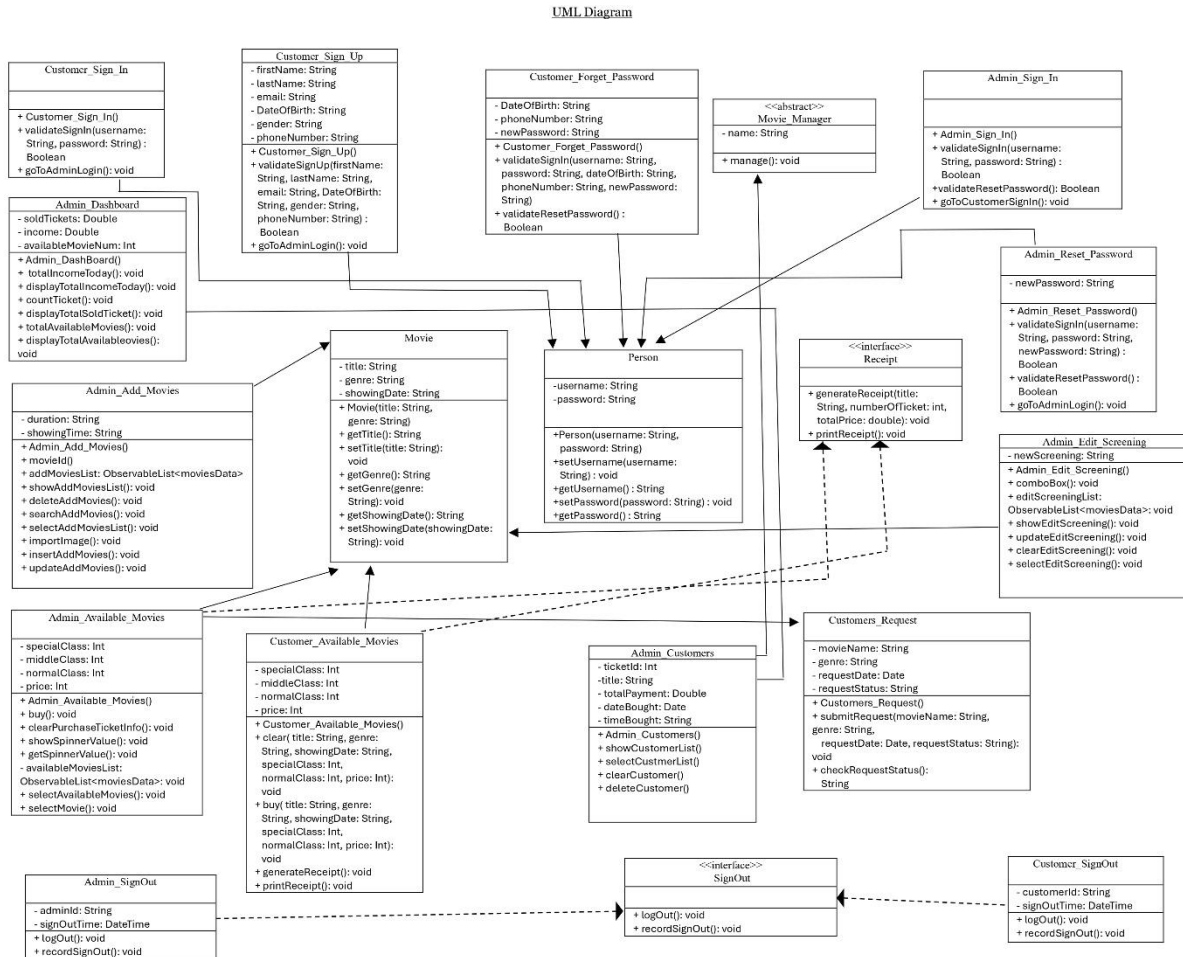 UML Diagram
Customer_Sign_In
+ Customer_Sign_In()
+ validateSignIn(username:
String, password: String) :
Boolean
+ goToAdminLogin(): void
Customer_Sign_Up
- firstName: String
- lastName: String
- email: String
- DateOfBirth: String
- gender: String
- phoneNumber: String
+ Customer_Sign_Up()
+ validateSignUp(firstName:
String, lastName: String,
email: String, DateOfBirth:
String, gender: String,
phoneNumber: String) :
Boolean
+ goToAdminLogin(): void
Customer_Forget_Password
- DateOfBirth: String
- phoneNumber: String
- newPassword: String
+ Customer_Forget_Password()
+ validateSignIn(username: String,
password: String, dateOfBirth: String,
phoneNumber: String, newPassword:
String)
+ validateResetPassword() :
Boolean
<<abstract>>
Movie_Manager
- name: String
+ manage(): void
Admin_Sign_In
+ Admin_Sign_In()
+ validateSignIn(username:
String, password: String) :
Boolean
+validateResetPassword(): Boolean
+ goToCustomerSignIn(): void
Admin_Dashboard
- soldTickets: Double
- income: Double
- availableMovieNum: Int
+ Admin_DashBoard()
+ totalIncomeToday(): void
+ displayTotalIncomeToday(): void
+ countTicket(): void
+ displayTotalSoldTicket(): void
+ totalAvailableMovies(): void
+ displayTotalAvailableovies():
void
Admin_Reset_Password
- newPassword: String
+ Admin_Reset_Password()
+ validateSignIn(username:
String, password: String,
newPassword: String) :
Boolean
+ validateResetPassword() :
Boolean
+ goToAdminLogin(): void
Movie
- title: String
- genre: String
- showingDate: String
+ Movie(title: String,
genre: String)
+ getTitle(): String
+ setTitle(title: String):
void
+ getGenre(): String
+ setGenre(genre:
String): void
+ getShowingDate(): String
+ setShowingDate(showingDate:
String): void
Person
-username: String
-password: String
+Person(username: String,
password: String)
+setUsername(username:
String) : void
+getUsername() : String
+setPassword(password: String) : void
+getPassword() : String
<<interface>>
Receipt
+ generateReceipt(title:
String, numberOfTicket: int,
totalPrice: double): void
+ printReceipt(): void
Admin_Add_Movies
- duration: String
- showingTime: String
+ Admin_Add_Movies()
+ movieId()
+ addMoviesList: ObservableList<moviesData>
+ showAddMoviesList(): void
+ deleteAddMovies(): void
+ searchAddMovies(): void
+ selectAddMoviesList(): void
+ importImage(): void
+ insertAddMovies(): void
+ updateAddMovies(): void
Admin_Edit_Screening
- newScreening: String
+ Admin_Edit_Screening()
+ comboBox(): void
+ editScreeningList:
ObservableList<moviesData>: void
+ showEditScreening(): void
+ updateEditScreening(): void
+ clearEditScreening(): void
+ selectEditScreening(): void
Admin_Available_Movies
- specialClass: Int
- middleClass: Int
- normalClass: Int
- price: Int
+ Admin_Available_Movies()
+ buy(): void
+ clearPurchaseTicketInfo(): void
+ showSpinnerValue(): void
+ getSpinnerValue(): void
- availableMoviesList:
ObservableList<moviesData>: void
+ selectAvailableMovies(): void
+ selectMovie(): void
Customer_Available_Movies
- specialClass: Int
- middleClass: Int
- normalClass: Int
- price: Int
+ Customer_Available_Movies()
+ clear( title: String, genre:
String, showingDate: String,
specialClass: Int,
normalClass: Int, price: Int):
void
+ buy( title: String, genre:
String, showingDate: String,
specialClass: Int,
normalClass: Int, price: Int):
void
+ generateReceipt(): void
+ printReceipt(): void
Admin_Customers
- ticketId: Int
-title: String
- totalPayment: Double
- dateBought: Date
- timeBought: String
+ Admin_Customers()
+ showCustomerList()
+ selectCustmerList()
+ clearCustomer()
+ deleteCustomer()
Customers_Request
- movieName: String
- genre: String
- requestDate: Date
- requestStatus: String
+ Customers_Request()
+ submitRequest(movieName: String,
genre: String,
requestDate: Date, requestStatus: String):
void
+ checkRequestStatus():
String
Admin_SignOut
- adminId: String
- signOutTime: DateTime
+ logOut(): void
+ recordSignOut(): void
<<interface>>
SignOut
+ logOut(): void
+ recordSignOut(): void
Customer_SignOut
- customerId: String
- signOutTime: DateTime
+ logOut(): void
+ recordSignOut(): void